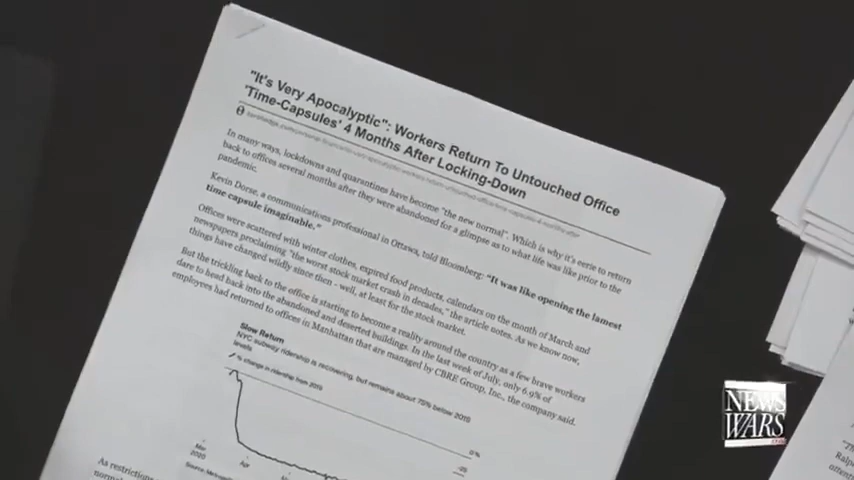 "It's Very Apocalyptic": Workers Return To Untouched Office
'Time-Capsules' 4 Months After Locking-Down
In many ways, lockdowns and quarantines have become "the new normal". Which is why it's eerie to return
back to offices several months after they were abandoned for a glimpse as to what life was like prior to the
pandemic.
Kevin Dorse, a communications professional in Ottawa, told Bloomberg: "It was like opening the lamest
time capsule imaginable."
Offices were scattered with winter clothes, expired food products, calendars on the month of March and
newspapers proclaiming "the worst stock market crash in decades," the article notes. As we know now,
things have changed wildly since then - well, at least for the stock market.
But the trickling back to the office is starting to become a reality around the country as a few brave workers
dare to head back into the abandoned and deserted buildings. In the last week of July, only 6.9% of
employees had returned to offices in Manhattan that are managed by CBRE Group, Inc., the company said.
Slow Return
NYC subway ridership is recovering, but remains about 75% below 2019
levels
% change in ridership from 2019
0%
-25
Mar
2020
Apr
As restrictions
NEWS
WARS